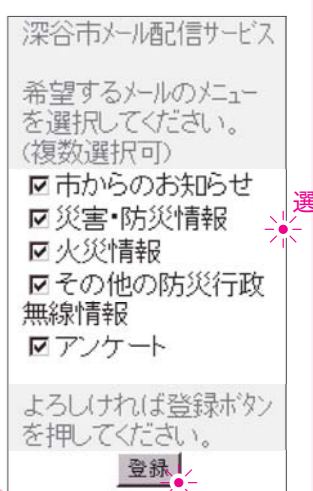 深谷市メール配信サービス
希望するメールのメニュー
を選択してください。
(複数選択可)
市からのお知らせ
災害・防災情報
火災情報
その他の防災行政
無線情報
アンケート
よろしければ登録ボタン
を押してください。
登録
選